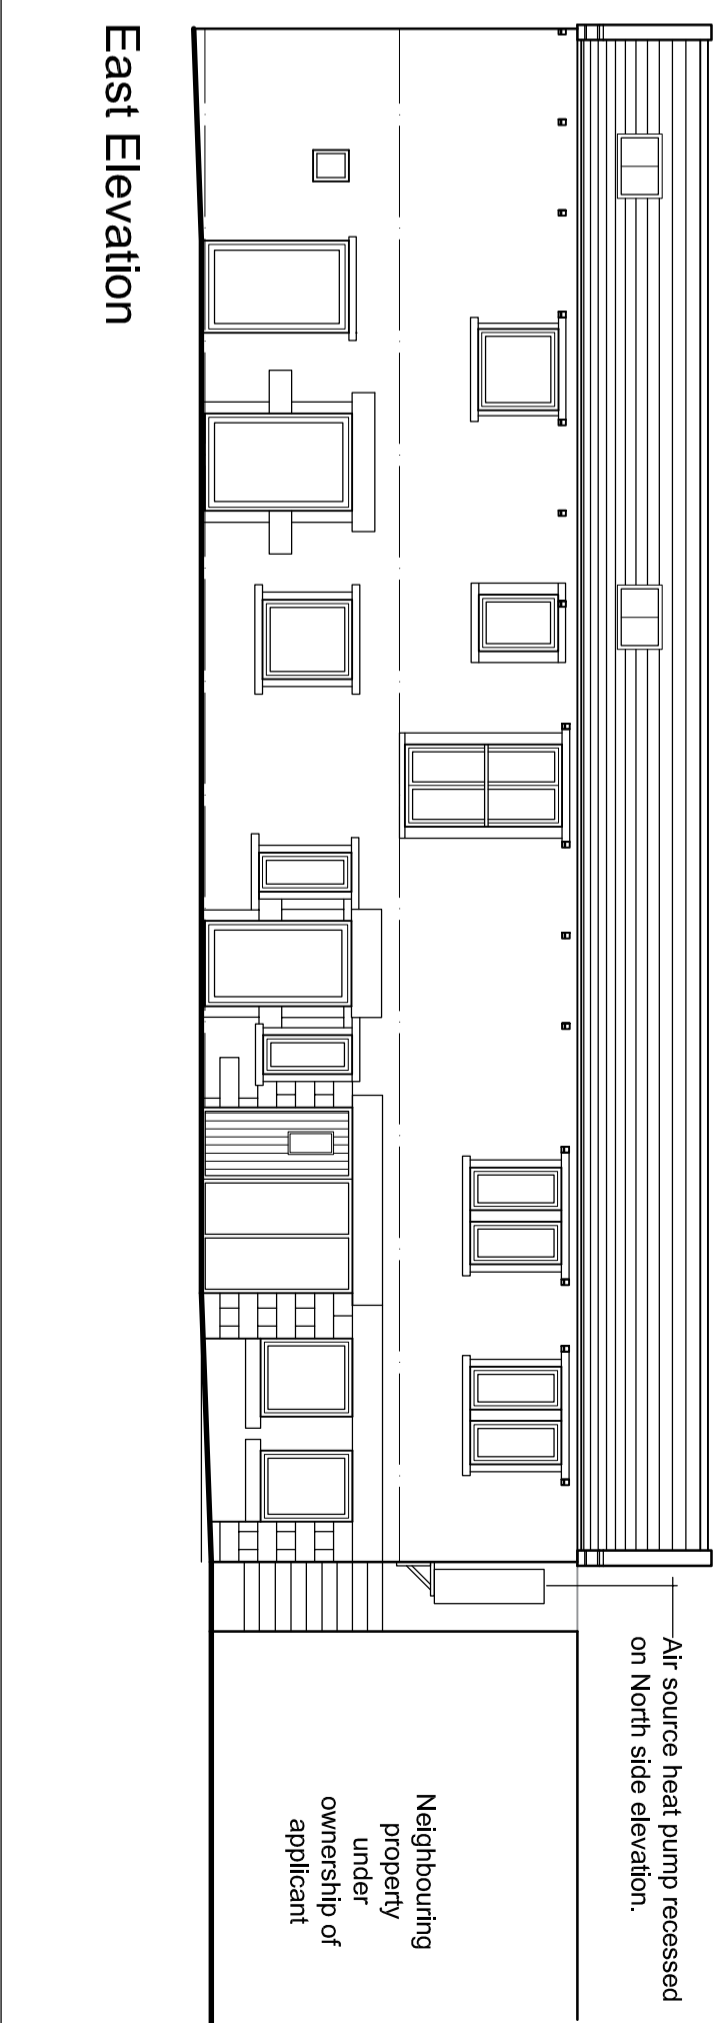 Air source heat pump recessed
on North side elevation.
Neighbouring
property
under
ownership of
applicant
East Elevation